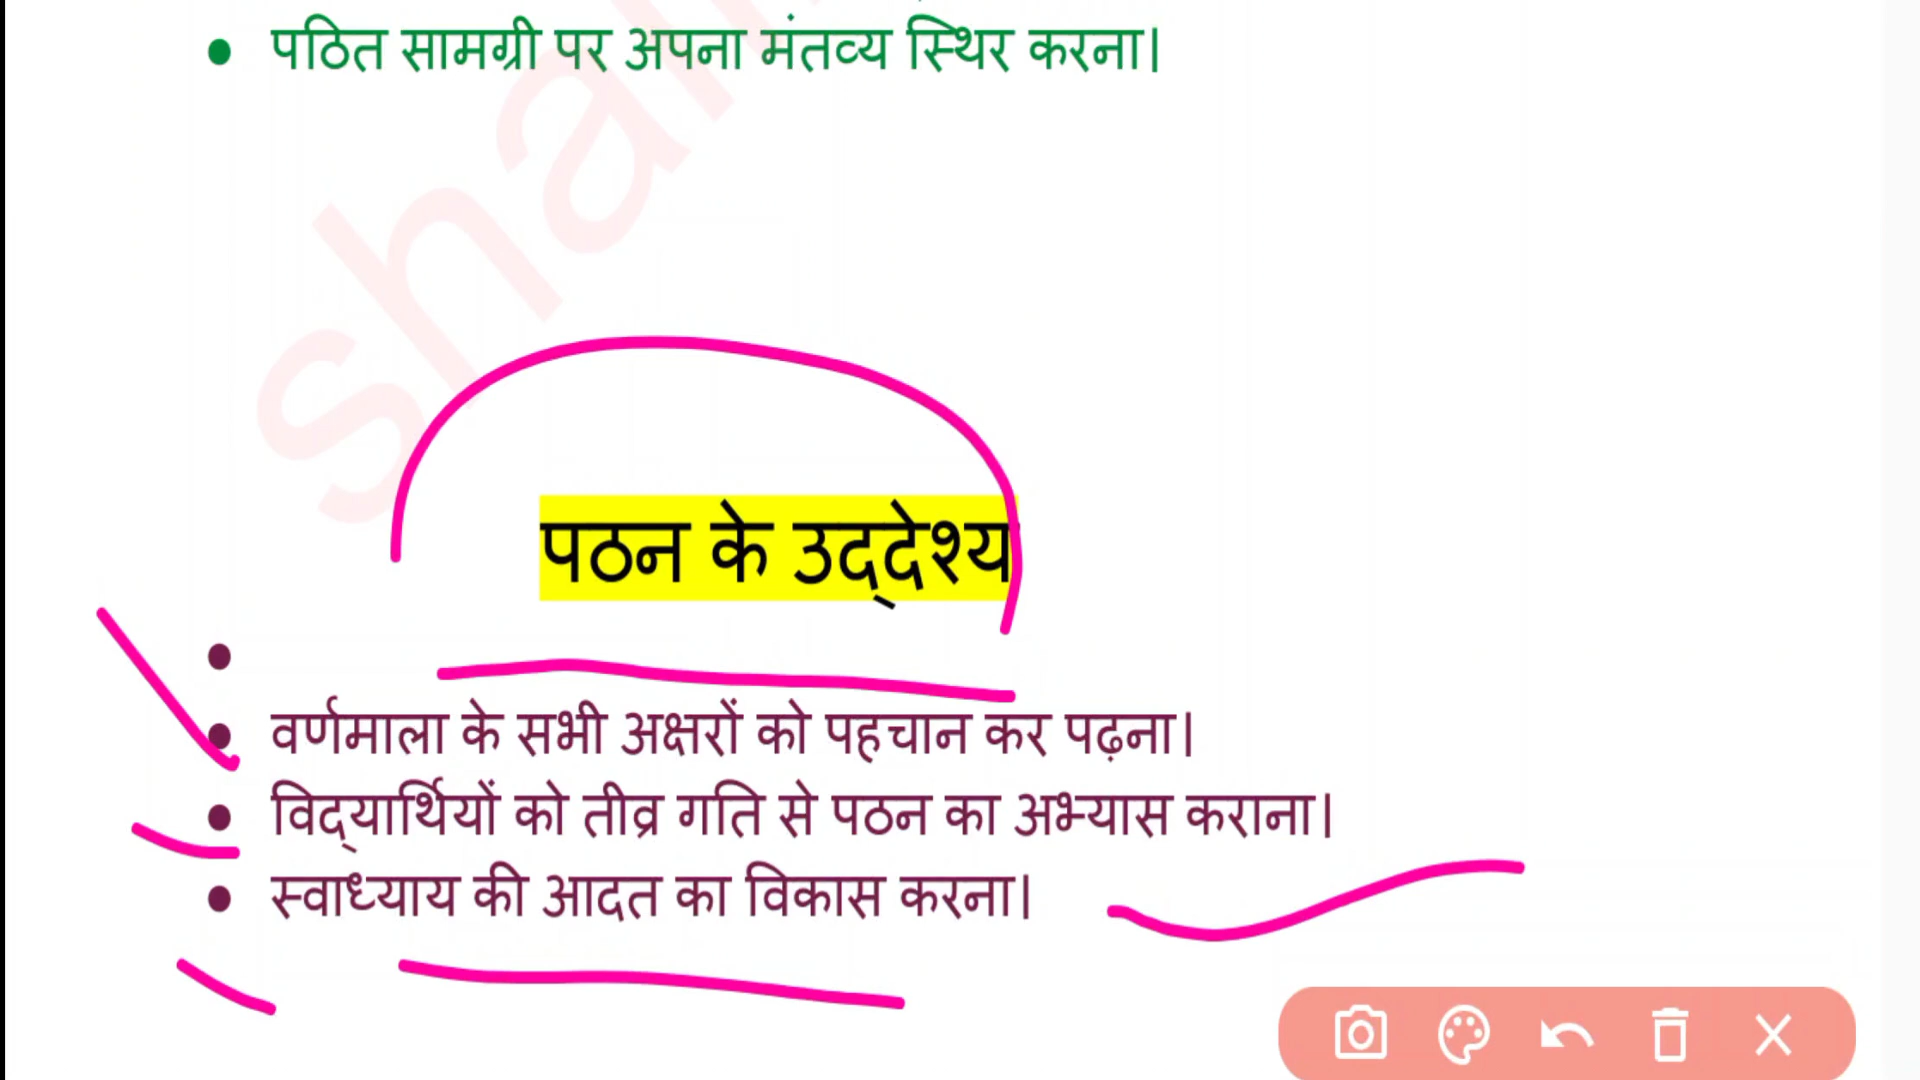 • पठित सामग्री पर अपना मंतव्य स्थिर करना।
पठन के उद्देश्य
•
• वर्णमाला के सभी अक्षरों को पहचान कर पढ़ना।
• विद्यार्थियों को तीव्र गति से पठन का अभ्यास कराना।
• स्वाध्याय की आदत का विकास करना।